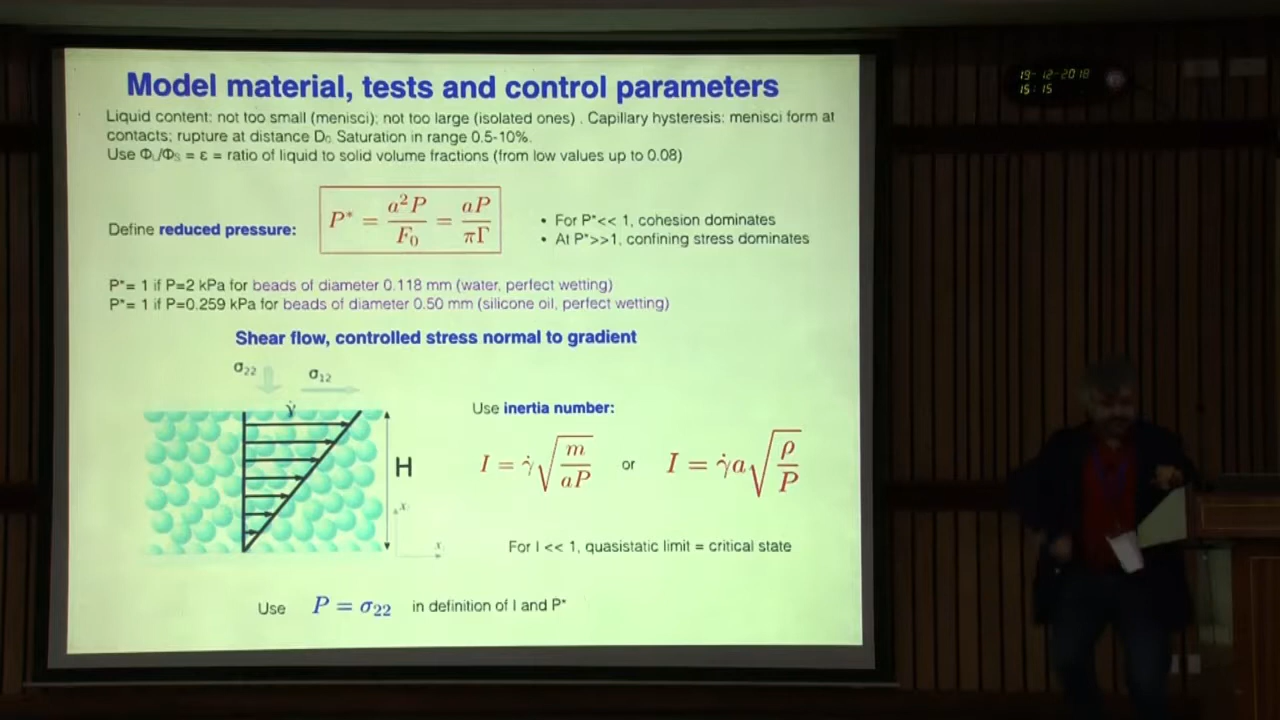 Model material, tests and control parameters
19-12-2018
15:15
Liquid content: not too small (menisci); not too large (isolated ones) . Capillary hysteresis: menisci form at
contacts; rupture at distance D₀. Saturation in range 0.5-10%.
Use Φ_L/Φ_S = ε = ratio of liquid to solid volume fractions (from low values up to 0.08)
Define reduced pressure: P* = a²P/F₀ = aP/πΓ
• For P*<< 1, cohesion dominates
• At P*>>1, confining stress dominates
P*= 1 if P=2 kPa for beads of diameter 0.118 mm (water, perfect wetting)
P*= 1 if P=0.259 kPa for beads of diameter 0.50 mm (silicone oil, perfect wetting)
Shear flow, controlled stress normal to gradient
σ₂₂
σ₁₂
γ̇
H
x
x
Use inertia number:
I = γ̇√(m/aP) or I = γ̇a√(ρ/P)
For I << 1, quasistatic limit = critical state
Use P = σ₂₂ in definition of I and P*